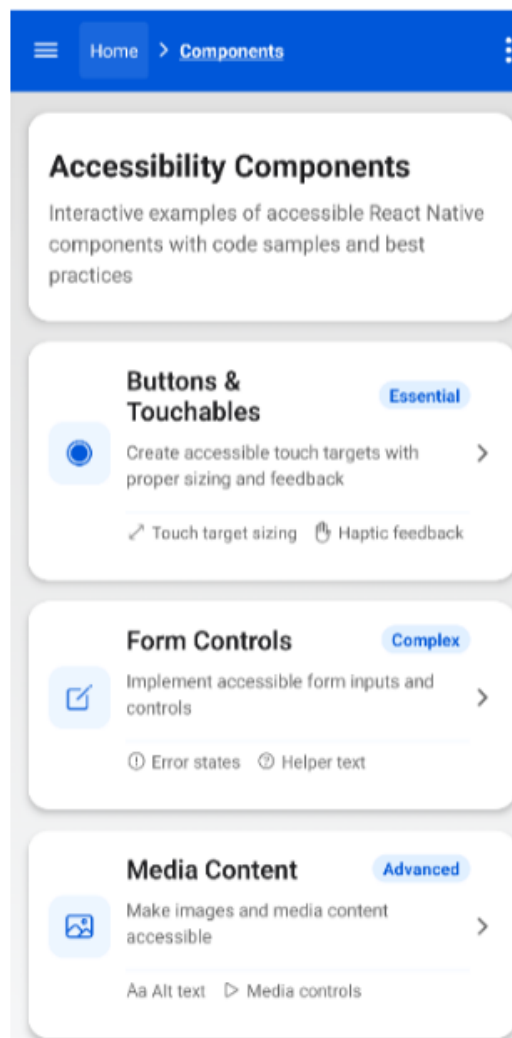 Home > Components
Accessibility Components
Interactive examples of accessible React Native
components with code samples and best
practices
Buttons &
Touchables
Essential
Create accessible touch targets with
proper sizing and feedback
Touch target sizing
Haptic feedback
Form Controls
Complex
Implement accessible form inputs and
controls
Error states
Helper text
Media Content
Advanced
Make images and media content
accessible
Aa Alt text
Media controls